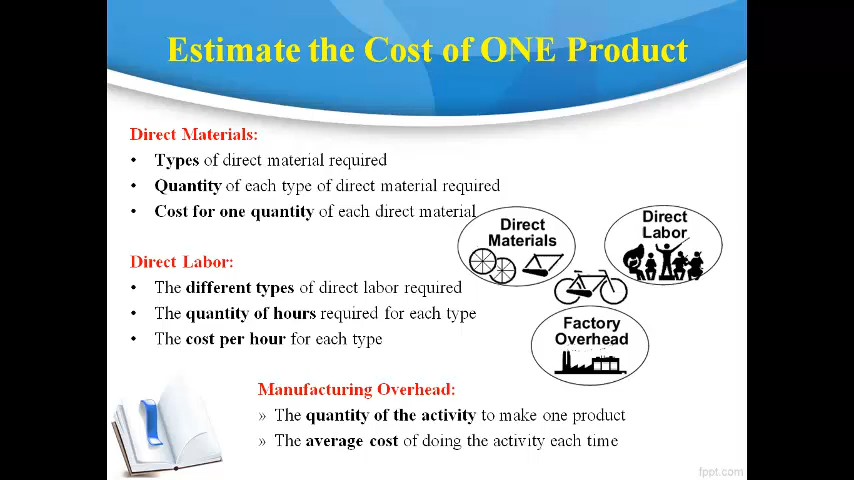 Estimate the Cost of ONE Product
Direct Materials:
• Types of direct material required
• Quantity of each type of direct material required
• Cost for one quantity of each direct material
Direct Labor:
• The different types of direct labor required
• The quantity of hours required for each type
• The cost per hour for each type
Direct
Materials
Direct
Labor
Factory
Overhead
Manufacturing Overhead:
» The quantity of the activity to make one product
» The average cost of doing the activity each time
fppt.com